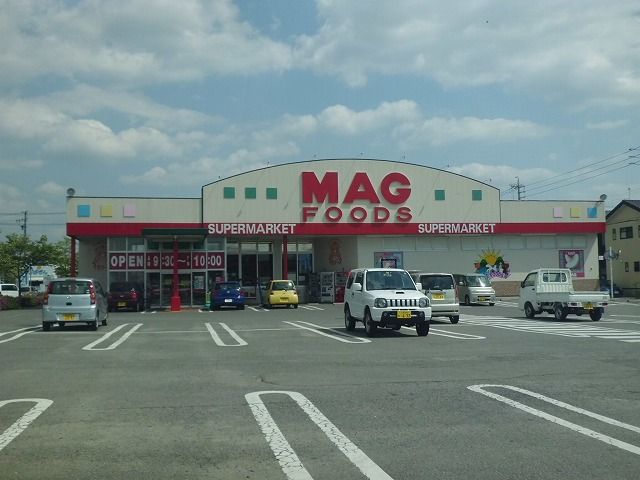 MAG
FOODS
SUPERMARKET
SUPERMARKET
OPEN 9:30~10:00